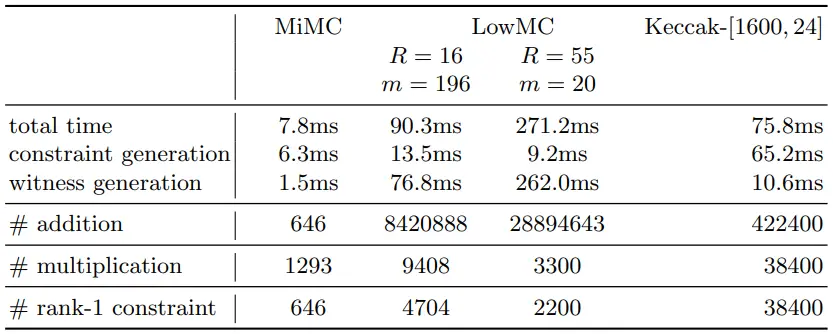 MiMC LowMC Keccak-[1600, 24]
R = 16 R = 55
m = 196 m = 20
total time 7.8ms 90.3ms 271.2ms 75.8ms
constraint generation 6.3ms 13.5ms 9.2ms 65.2ms
witness generation 1.5ms 76.8ms 262.0ms 10.6ms
# addition 646 8420888 28894643 422400
# multiplication 1293 9408 3300 38400
# rank-1 constraint 646 4704 2200 38400